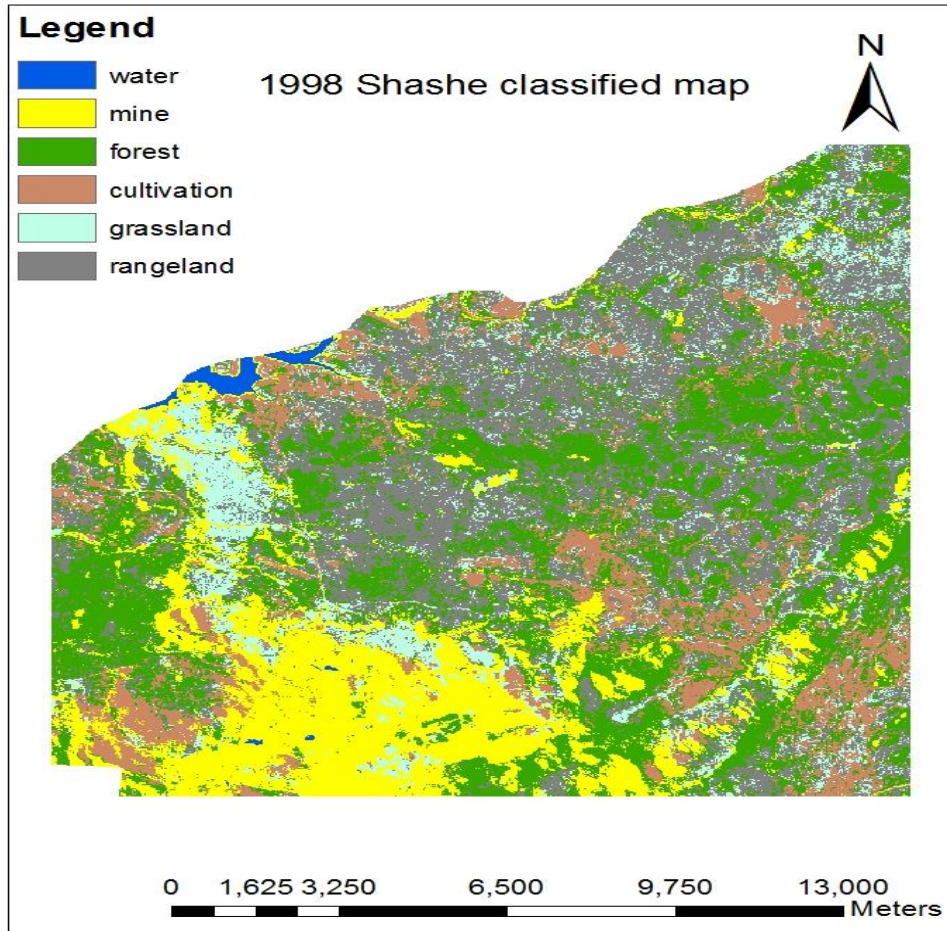 Legend
water
mine
forest
cultivation
grassland
rangeland
1998 Shashe classified map
N
0 1,625 3,250 6,500 9,750 13,000
Meters